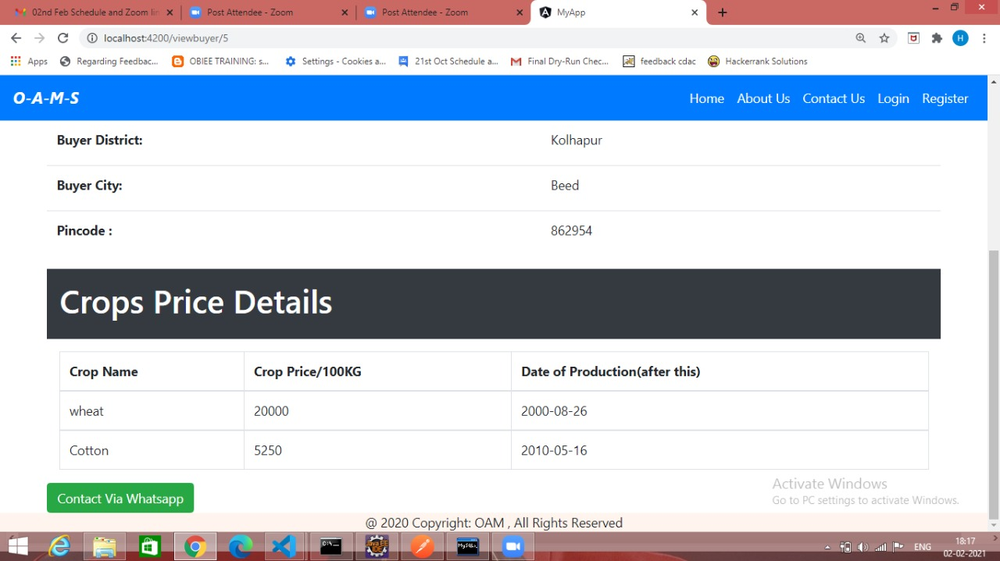 02nd Feb Schedule and Zoom lin
Post Attendee - Zoom
Post Attendee - Zoom
MyApp
localhost:4200/viewbuyer/5
H
Apps
Regarding Feedbac...
OBIEE TRAINING: s...
Settings - Cookies a...
21st Oct Schedule a...
Final Dry Run Chec...
feedback cdac
Hackerrank Solutions
O-A-M-S
Home About Us Contact Us Login Register
Buyer District: Kolhapur
Buyer City: Beed
Pincode : 862954
Crops Price Details
Crop Name Crop Price/100KG Date of Production(after this)
wheat 20000 2000-08-26
Cotton 5250 2010-05-16
Contact Via Whatsapp
Activate Windows
Go to PC settings to activate Windows.
@ 2020 Copyright: OAM , All Rights Reserved
Java EE
IDE
MySQL
ENG
18:17
02-02-2021